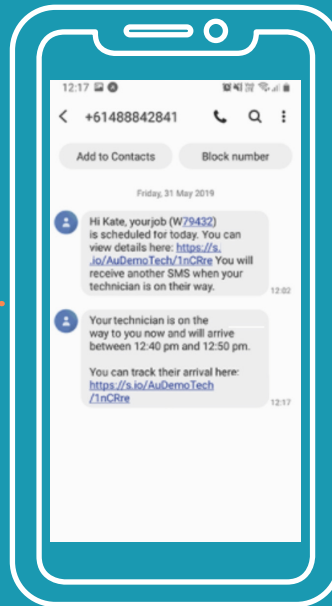 12:17
+61488842841
Add to Contacts
Block number
Friday, 31 May 2019
Hi Kate, yourjob (W79432)
is scheduled for today. You can
view details here: https://s.
.io/AuDemoTech/1nCRre You will
receive another SMS when your
technician is on their way.
12:02
Your technician is on the
way to you now and will arrive
between 12:40 pm and 12:50 pm.
You can track their arrival here:
https://s.io/AuDemoTech
/1nCRre
12:17